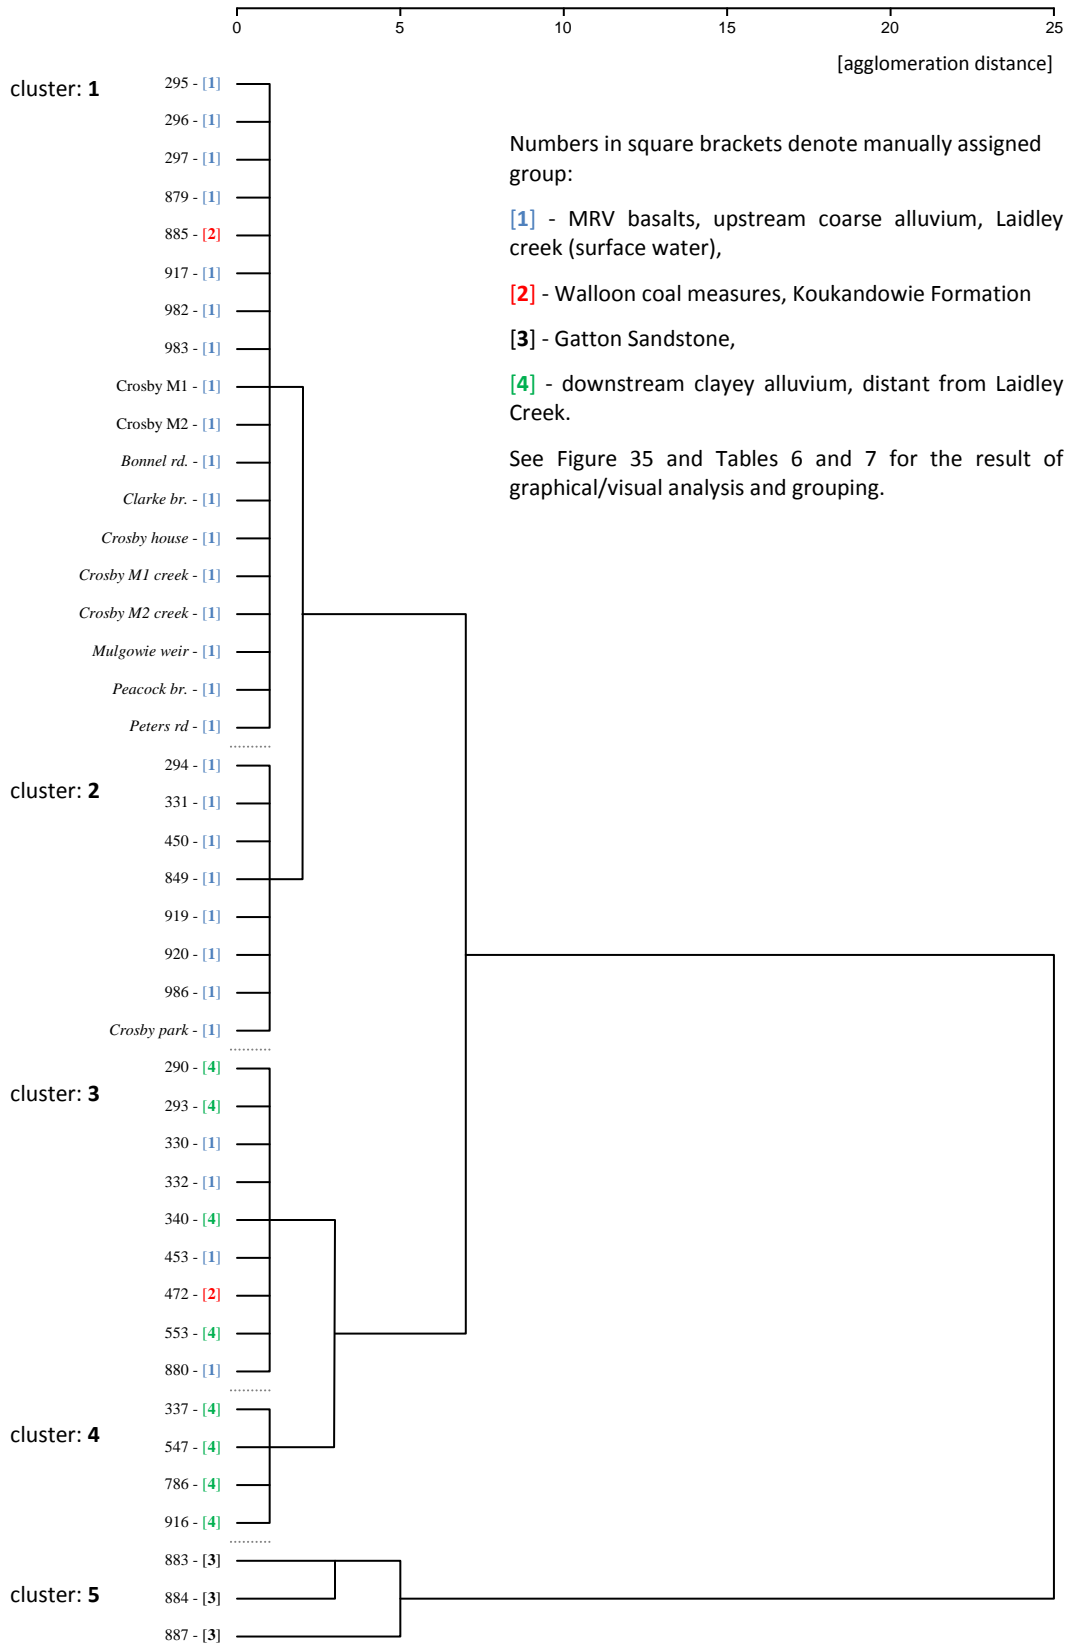 0 5 10 15 20 25
[agglomeration distance]
cluster: 1
295 - [1]
296 - [1]
297 - [1]
879 - [1]
885 - [2]
917 - [1]
982 - [1]
983 - [1]
Crosby M1 - [1]
Crosby M2 - [1]
Bonnel rd. - [1]
Clarke br. - [1]
Crosby house - [1]
Crosby M1 creek - [1]
Crosby M2 creek - [1]
Mulgowie weir - [1]
Peacock br. - [1]
Peters rd - [1]
cluster: 2
294 - [1]
331 - [1]
450 - [1]
849 - [1]
919 - [1]
920 - [1]
986 - [1]
Crosby park - [1]
cluster: 3
290 - [4]
293 - [4]
330 - [1]
332 - [1]
340 - [4]
453 - [1]
472 - [2]
553 - [4]
880 - [1]
cluster: 4
337 - [4]
547 - [4]
786 - [4]
916 - [4]
cluster: 5
883 - [3]
884 - [3]
887 - [3]
Numbers in square brackets denote manually assigned
group:
[1] - MRV basalts, upstream coarse alluvium, Laidley
creek (surface water),
[2] - Walloon coal measures, Koukandowie Formation
[3] - Gatton Sandstone,
[4] - downstream clayey alluvium, distant from Laidley
Creek.
See Figure 35 and Tables 6 and 7 for the result of
graphical/visual analysis and grouping.